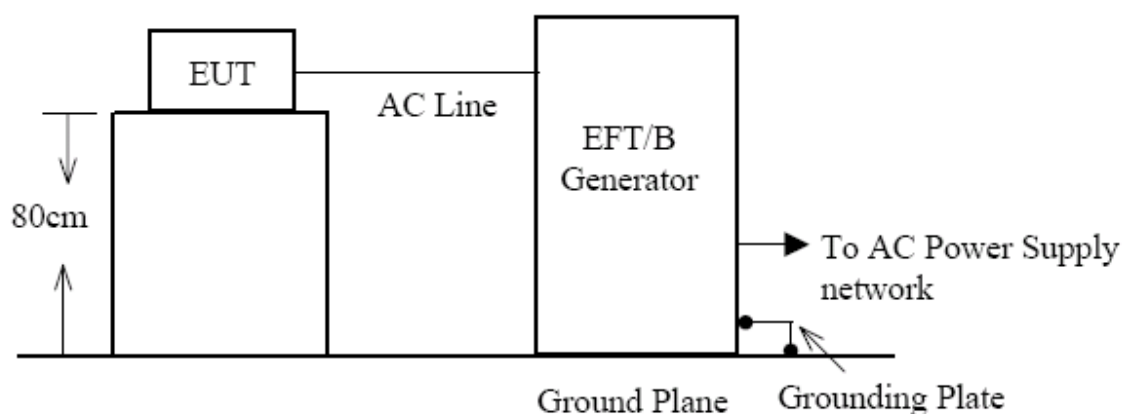 EUT
AC Line
EFT/B
Generator
80cm
To AC Power Supply
network
Ground Plane
Grounding Plate